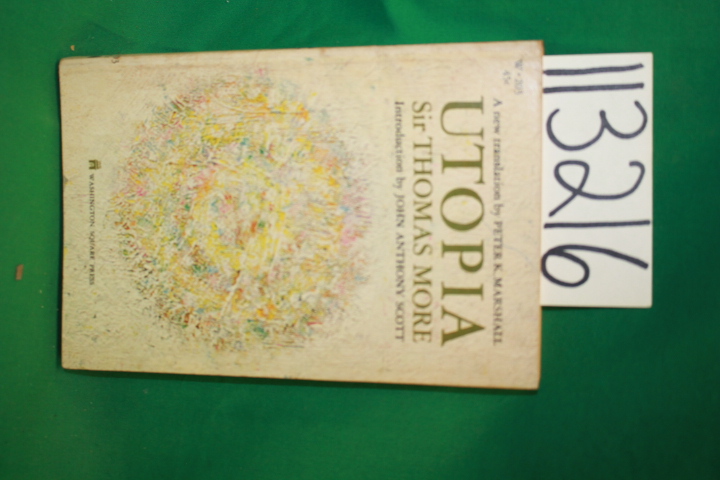 113216
A new translation by PETER K. MARSHALL
UTOPIA
Sir THOMAS MORE
Introduction by JOHN ANTHONY SCOTT
WASHINGTON SQUARE PRESS